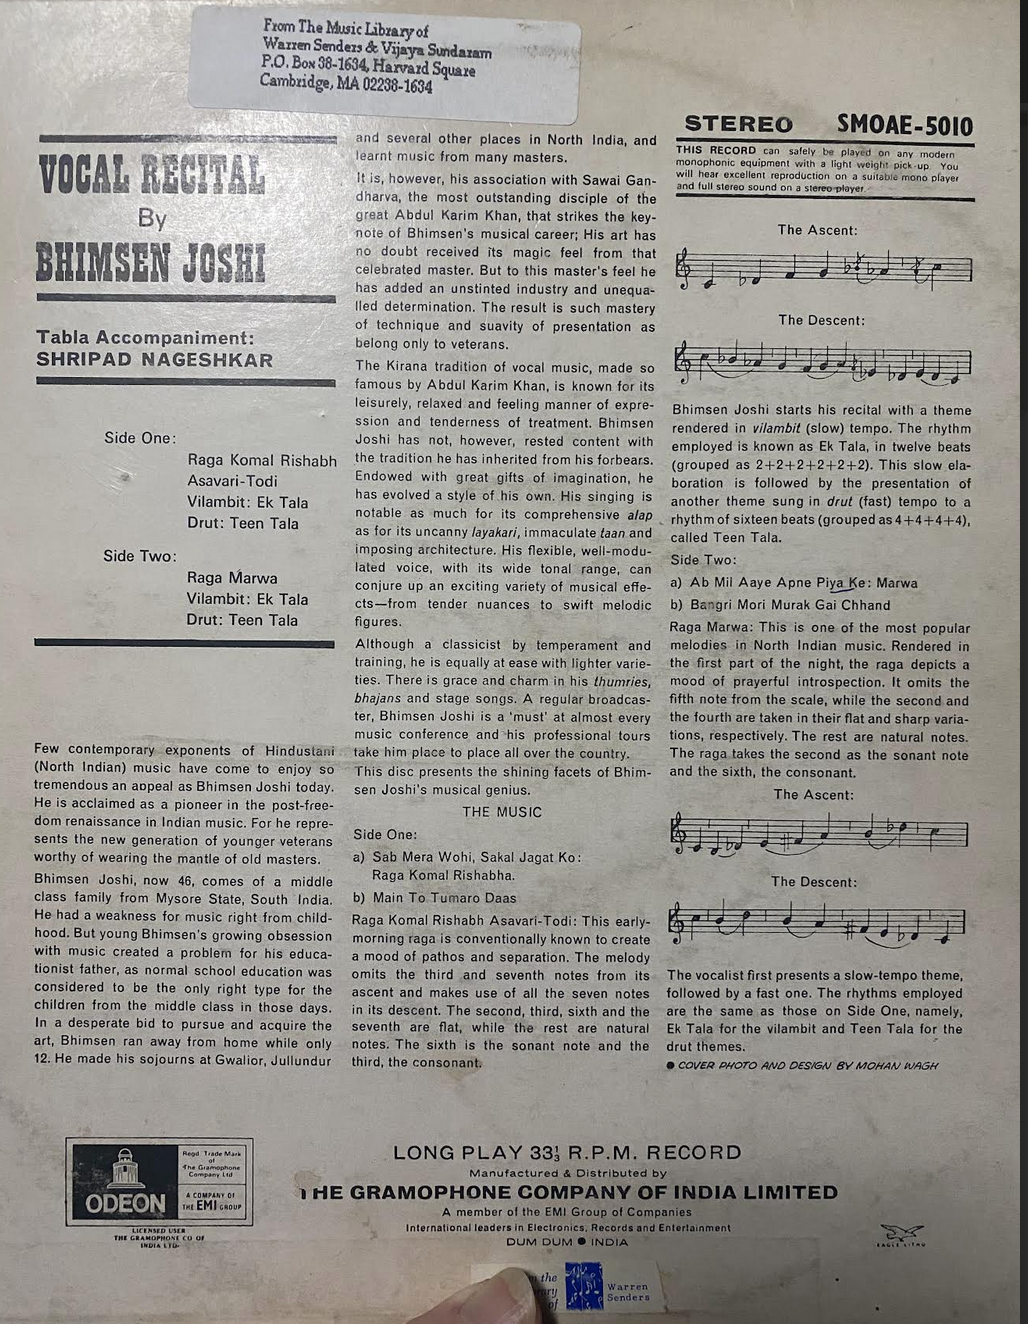 From The Music Library of
Warren Senders & Vijaya Sundaram
P.O. Box 38-1634, Harvard Square
Cambridge, MA 02238-1634
VOCAL RECITAL
By
BHIMSEN JOSHI
Tabla Accompaniment:
SHRIPAD NAGESHKAR
Side One:
Raga Komal Rishabh
Asavari-Todi
Vilambit: Ek Tala
Drut: Teen Tala
Side Two:
Raga Marwa
Vilambit: Ek Tala
Drut: Teen Tala
Few contemporary exponents of Hindustani
(North Indian) music have come to enjoy so
tremendous an appeal as Bhimsen Joshi today.
He is acclaimed as a pioneer in the post-free-
dom renaissance in Indian music. For he repre-
sents the new generation of younger veterans
worthy of wearing the mantle of old masters.
Bhimsen Joshi, now 46, comes of a middle
class family from Mysore State, South India.
He had a weakness for music right from child-
hood. But young Bhimsen's growing obsession
with music created a problem for his educa-
tionist father, as normal school education was
considered to be the only right type for the
children from the middle class in those days.
In a desperate bid to pursue and acquire the
art, Bhimsen ran away from home while only
12. He made his sojourns at Gwalior, Jullundur
and several other places in North India, and
learnt music from many masters.
It is, however, his association with Sawai Gan-
dharva, the most outstanding disciple of the
great Abdul Karim Khan, that strikes the key-
note of Bhimsen's musical career; His art has
no doubt received its magic feel from that
celebrated master. But to this master's feel he
has added an unstinted industry and unequa-
lled determination. The result is such mastery
of technique and suavity of presentation as
belong only to veterans.
The Kirana tradition of vocal music, made so
famous by Abdul Karim Khan, is known for its
leisurely, relaxed and feeling manner of expre-
ssion and tenderness of treatment. Bhimsen
Joshi has not, however, rested content with
the tradition he has inherited from his forbears.
Endowed with great gifts of imagination, he
has evolved a style of his own. His singing is
notable as much for its comprehensive alap
as for its uncanny layakari, immaculate taan and
imposing architecture. His flexible, well-modu-
lated voice, with its wide tonal range, can
conjure up an exciting variety of musical effe-
cts—from tender nuances to swift melodic
figures.
Although a classicist by temperament and
training, he is equally at ease with lighter varie-
ties. There is grace and charm in his thumries,
bhajans and stage songs. A regular broadcas-
ter, Bhimsen Joshi is a 'must' at almost every
music conference and his professional tours
take him place to place all over the country.
This disc presents the shining facets of Bhim-
sen Joshi's musical genius.
THE MUSIC
Side One:
a) Sab Mera Wohi, Sakal Jagat Ko:
Raga Komal Rishabha.
b) Main To Tumaro Daas
Raga Komal Rishabh Asavari-Todi: This early-
morning raga is conventionally known to create
a mood of pathos and separation. The melody
omits the third and seventh notes from its
ascent and makes use of all the seven notes
in its descent. The second, third, sixth and the
seventh are flat, while the rest are natural
notes. The sixth is the sonant note and the
third, the consonant.
STEREO SMOAE-5010
THIS RECORD can safely be played on any modern
monophonic equipment with a light weight pick-up. You
will hear excellent reproduction on a suitable mono player
and full stereo sound on a stereo player.
The Ascent:
The Descent:
Bhimsen Joshi starts his recital with a theme
rendered in vilambit (slow) tempo. The rhythm
employed is known as Ek Tala, in twelve beats
(grouped as 2+2+2+2+2+2). This slow ela-
boration is followed by the presentation of
another theme sung in drut (fast) tempo to a
rhythm of sixteen beats (grouped as 4+4+4+4),
called Teen Tala.
Side Two:
a) Ab Mil Aaye Apne Piya Ke: Marwa
b) Bangri Mori Murak Gai Chhand
Raga Marwa: This is one of the most popular
melodies in North Indian music. Rendered in
the first part of the night, the raga depicts a
mood of prayerful introspection. It omits the
fifth note from the scale, while the second and
the fourth are taken in their flat and sharp varia-
tions, respectively. The rest are natural notes.
The raga takes the second as the sonant note
and the sixth, the consonant.
The Ascent:
The Descent:
The vocalist first presents a slow-tempo theme,
followed by a fast one. The rhythms employed
are the same as those on Side One, namely,
Ek Tala for the vilambit and Teen Tala for the
drut themes.
● COVER PHOTO AND DESIGN BY MOHAN WAGH
ODEON
Regd. Trade Mark
of
The Gramophone
Company Ltd
A COMPANY OF
THE EMI GROUP
LICENSED USER
THE GRAMOPHONE CO OF
INDIA LTD.
LONG PLAY 33⅓ R.P.M. RECORD
Manufactured & Distributed by
THE GRAMOPHONE COMPANY OF INDIA LIMITED
A member of the EMI Group of Companies
International leaders in Electronics, Records and Entertainment
DUM DUM ● INDIA
EAGLE LITHO
the
of
Warren
Senders